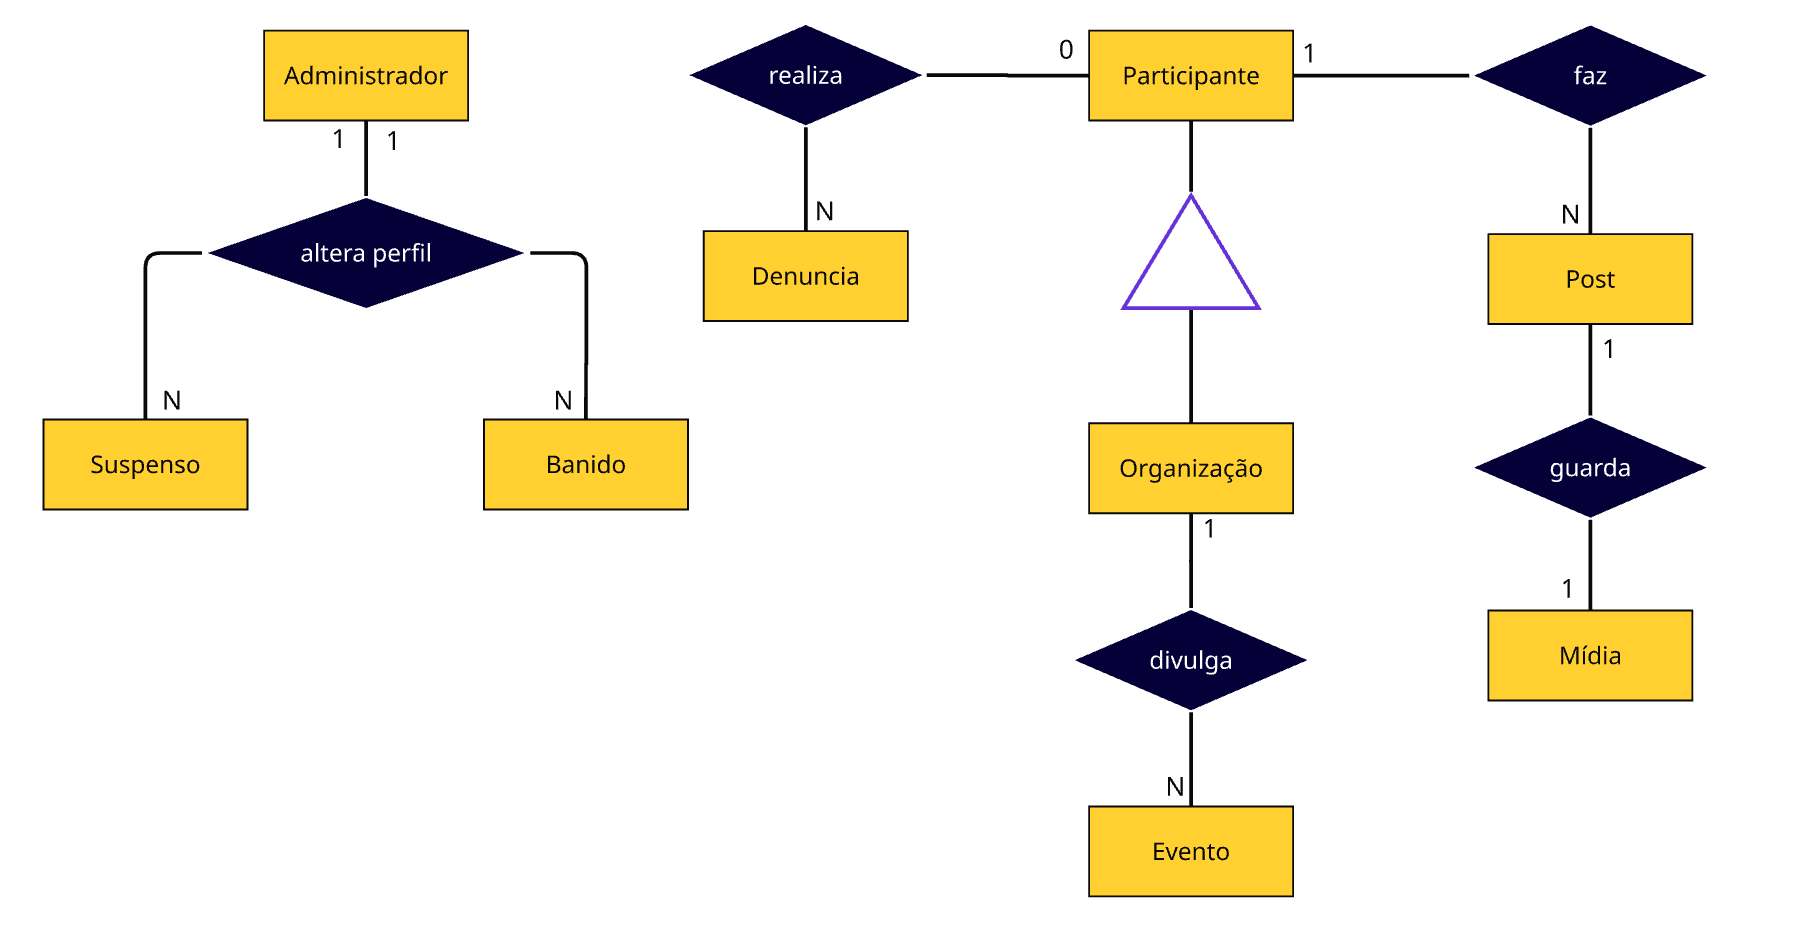 Administrador
1
1
altera perfil
N
N
Suspenso
Banido
realiza
0
Participante
1
faz
N
Denuncia
N
Post
1
Organização
1
guarda
1
Mídia
divulga
N
Evento